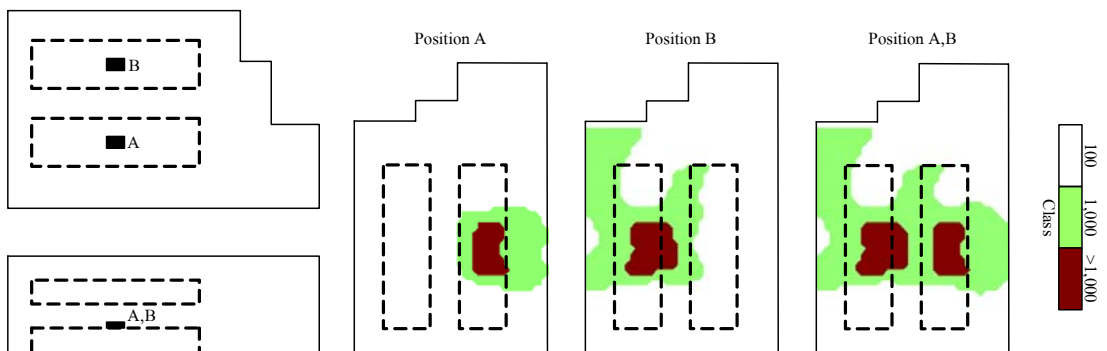 B
A
A,B
Position A
Position B
Position A,B
100
1,000
>1,000
Class